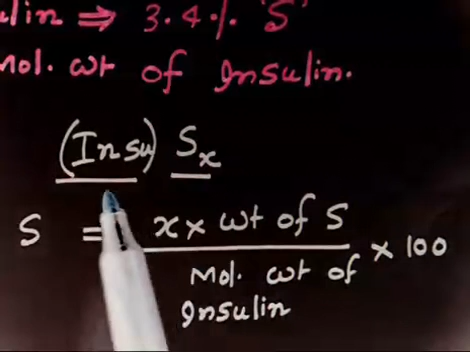 ulin ⇒ 3.4% 'S'
Mol. wt of Insulin.
(Insu) Sx
S = x × wt of S
Mol. wt of × 100
Insulin